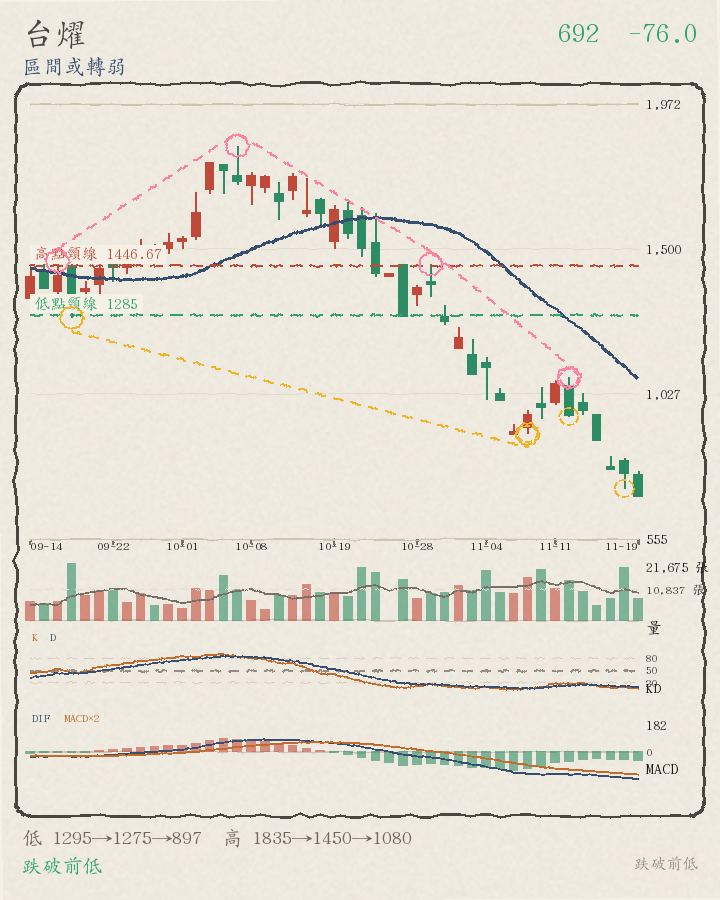 台燿
692 -76.0
區間或轉弱
1,972
高點頸線 1446.67
1,500
低點頸線 1285
1,027
555
09-14 09-22 10-01 10-08 10-19 10-28 11-04 11-11 11-19
21,675 張
10,837 張
量
K D
80
50
20
KD
DIF MACD×2
182
0
MACD
低 1295→1275→897 高 1835→1450→1080
跌破前低
跌破前低